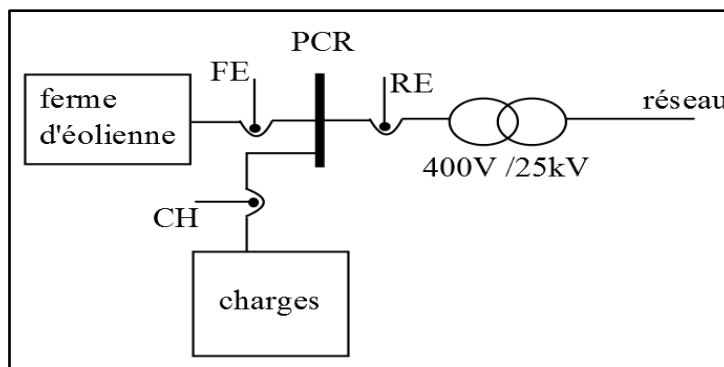 PCR
FE
RE
ferme
d'éolienne
réseau
400V /25kV
CH
charges